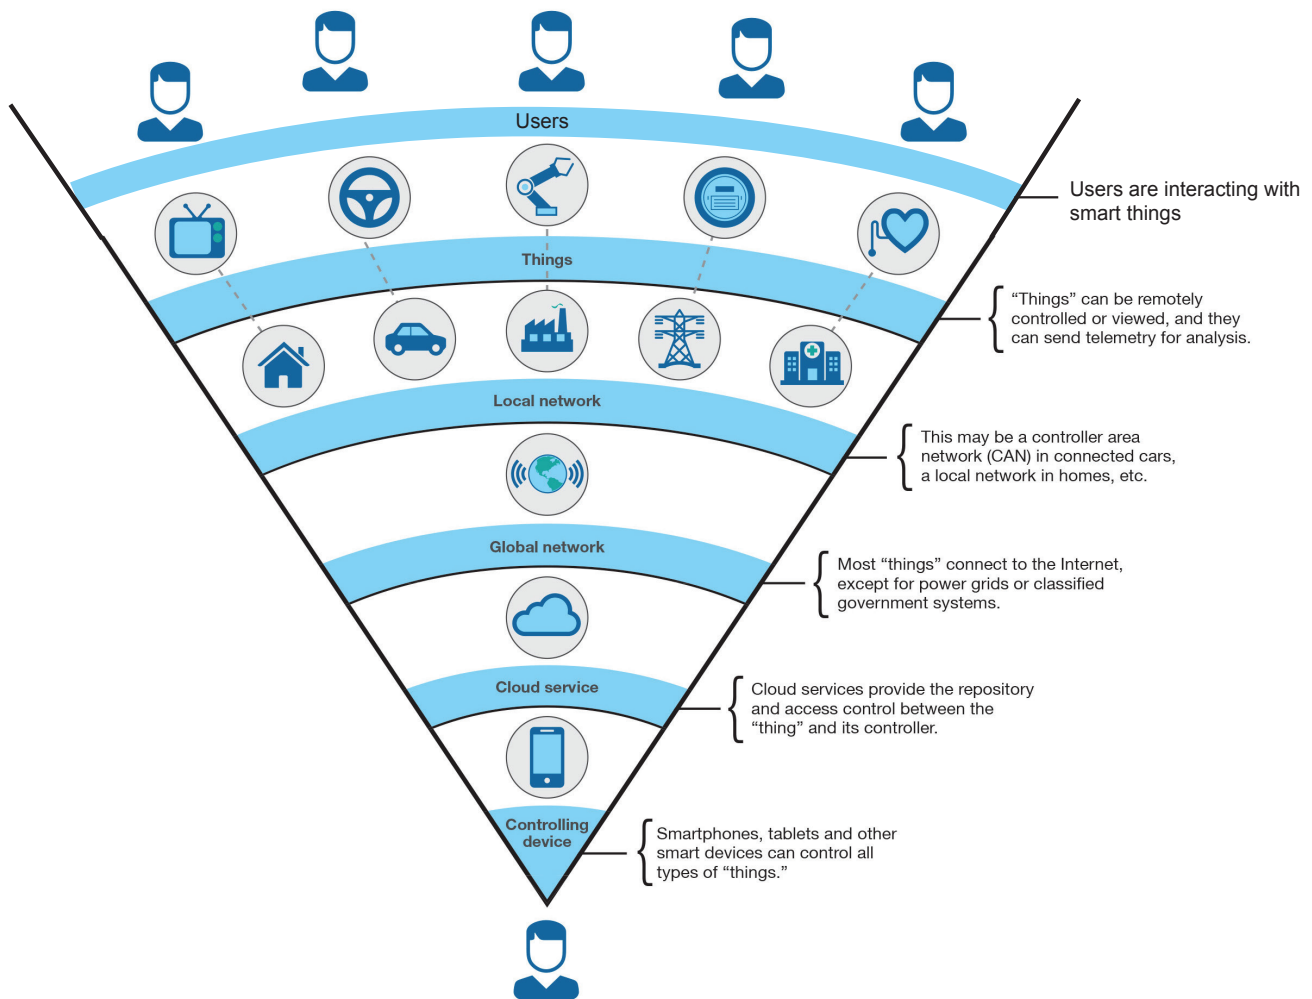 Users
Users are interacting with
smart things
Things
“Things” can be remotely
controlled or viewed, and they
can send telemetry for analysis.
Local network
This may be a controller area
network (CAN) in connected cars,
a local network in homes, etc.
Global network
Most “things” connect to the Internet,
except for power grids or classified
government systems.
Cloud service
Cloud services provide the repository
and access control between the
“thing” and its controller.
Controlling
device
Smartphones, tablets and other
smart devices can control all
types of “things.”